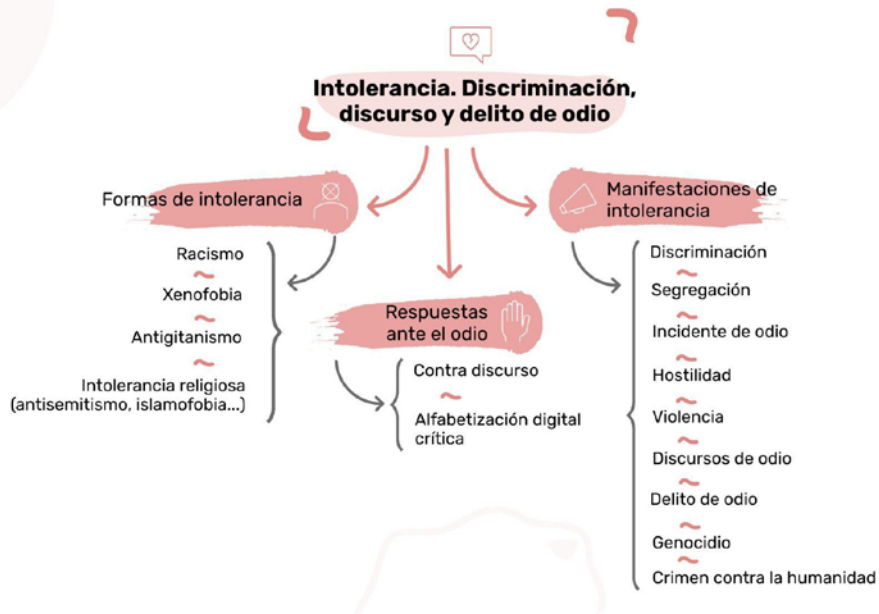 Intolerancia. Discriminación,
discurso y delito de odio
Formas de intolerancia
Racismo
Xenofobia
Antigitanismo
Intolerancia religiosa
(antisemitismo, islamofobia...)
Respuestas
ante el odio
Contra discurso
Alfabetización digital
crítica
Manifestaciones de
intolerancia
Discriminación
Segregación
Incidente de odio
Hostilidad
Violencia
Discursos de odio
Delito de odio
Genocidio
Crimen contra la humanidad